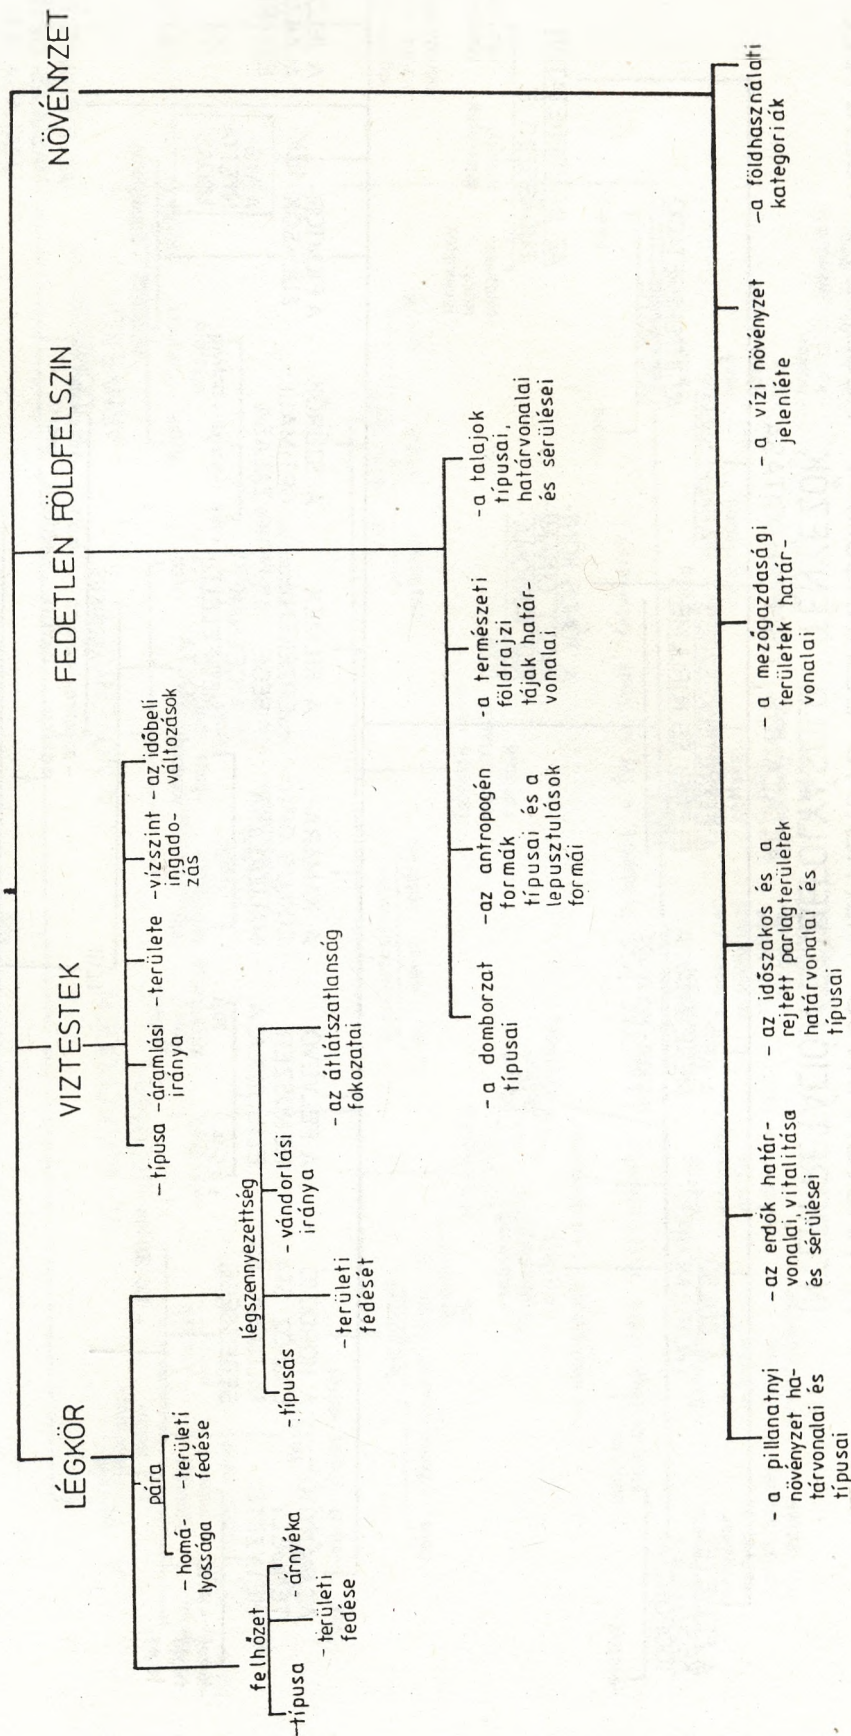 LÉGKÖR
pára
- homá-
lyossága
- területi
fedése
felhőzet
- típusa
- területi
fedése
- árnyéka
légszennyezettség
- típusás
- területi
fedését
- vándorlási
iránya
- az átlátszatlanság
fokozatai
VIZTESTEK
- típusa
- áramlási
iránya
- területe
- vízszint
ingado-
zás
- az időbeli
változások
FEDETLEN FÖLDFELSZIN
- a domborzat
típusai
- az antropogén
formák
típusai és a
lepusztulások
formái
- a természeti
földrajzi
tájak határ-
vonalai
- a talajok
típusai,
határvonalai
és sérülései
NÖVÉNYZET
- a pillanatnyi
növényzet ha-
tárvonalai és
típusai
- az erdők határ-
vonalai, vitalitása
és sérülései
- az időszakos és a
rejtett parlagterületek
határvonalai és
típusai
- a mezőgazdasági
területek határ-
vonalai
- a vízi növényzet
jelenléte
- a földhasználati
kategoriák